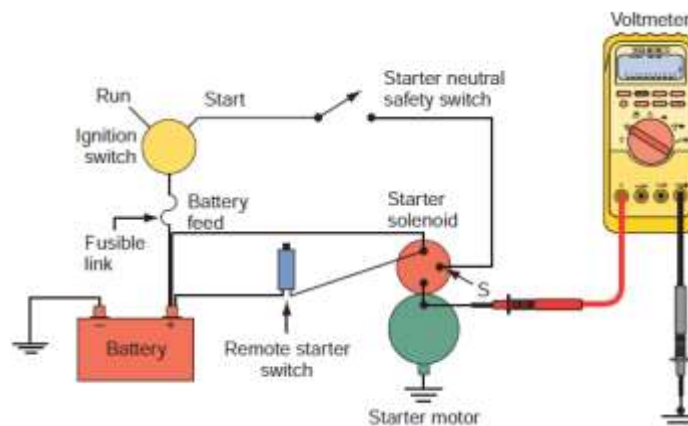 Voltmeter
Starter neutral
safety switch
Run
Start
Ignition
switch
Battery
feed
Starter
solenoid
Fusible
link
S
− +
Battery
Remote starter
switch
Starter motor